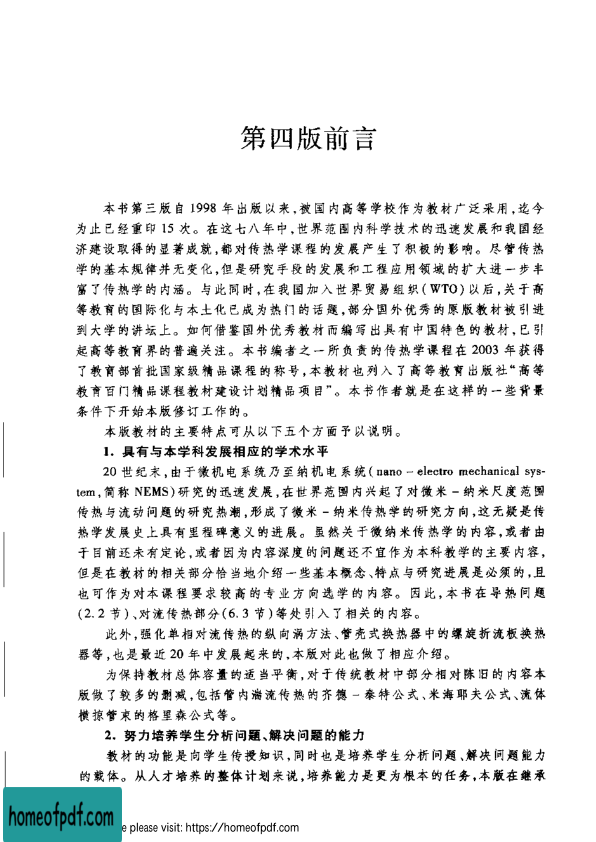 第四版前言
本书第三版自 1998 年出版以来,被国内高等学校作为教材广泛采用,迄今
为止已经重印 15 次。在这七八年中,世界范围内科学技术的迅速发展和我国经
济建设取得的显著成就,都对传热学课程的发展产生了积极的影响。尽管传热
学的基本规律并无变化,但是研究手段的发展和工程应用领域的扩大进一步丰
富了传热学的内涵。与此同时,在我国加入世界贸易组织(WTO)以后,关于高
等教育的国际化与本土化已成为热门的话题,部分国外优秀的原版教材被引进
到大学的讲坛上。如何借鉴国外优秀教材而编写出具有中国特色的教材,已引
起高等教育界的普遍关注。本书编者之一所负责的传热学课程在 2003 年获得
了教育部首批国家级精品课程的称号,本教材也列入了高等教育出版社“高等
教育百门精品课程教材建设计划精品项目”。本书作者就是在这样的一些背景
条件下开始本版修订工作的。
本版教材的主要特点可从以下五个方面予以说明。
1. 具有与本学科发展相应的学术水平
20 世纪末,由于微机电系统乃至纳机电系统(nano－electro mechanical sys-
tem,简称 NEMS)研究的迅速发展,在世界范围内兴起了对微米－纳米尺度范围
传热与流动问题的研究热潮,形成了微米－纳米传热学的研究方向,这无疑是传
热学发展史上具有里程碑意义的进展。虽然关于微纳米传热学的内容,或者由
于目前还未有定论,或者因为内容深度的问题还不宜作为本科教学的主要内容,
但是在教材的相关部分恰当地介绍一些基本概念、特点与研究进展是必须的,且
也可作为对本课程要求较高的专业方向选学的内容。因此,本书在导热问题
(2.2 节)、对流传热部分(6.3 节)等处引入了相关的内容。
此外,强化单相对流传热的纵向涡方法、管壳式换热器中的螺旋折流板换热
器等,也是最近 20 年中发展起来的,本版对此也做了相应介绍。
为保持教材总体容量的适当平衡,对于传统教材中部分相对陈旧的内容本
版做了较多的删减,包括管内湍流传热的齐德－泰特公式、米海耶夫公式、流体
横掠管束的格里森公式等。
2. 努力培养学生分析问题、解决问题的能力
教材的功能是向学生传授知识,同时也是培养学生分析问题、解决问题能力
的载体。从人才培养的整体计划来说,培养能力是更为根本的任务,本版在继承
homeofpdf.com
e please visit: https://homeofpdf.com